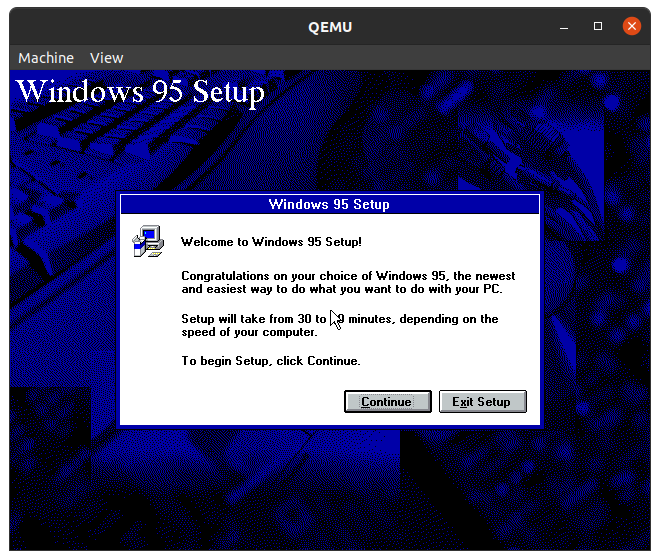 QEMU
Machine View
Windows 95 Setup
Windows 95 Setup
Welcome to Windows 95 Setup!
Congratulations on your choice of Windows 95, the newest
and easiest way to do what you want to do with your PC.
Setup will take from 30 to 9 minutes, depending on the
speed of your computer.
To begin Setup, click Continue.
Continue Exit Setup